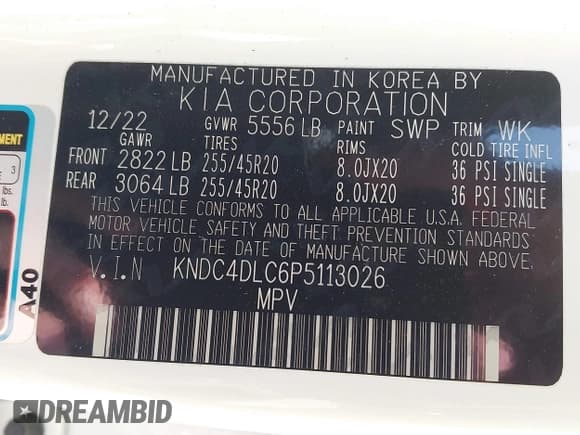 MANUFACTURED IN KOREA BY
KIA CORPORATION
12/22 GVWR 5556 LB PAINT SWP TRIM WK
GAWR TIRES RIMS COLD TIRE INFL
FRONT 2822 LB 255/45R20 8.0JX20 36 PSI SINGLE
REAR 3064 LB 255/45R20 8.0JX20 36 PSI SINGLE
THIS VEHICLE CONFORMS TO ALL APPLICABLE U.S.A. FEDERAL
MOTOR VEHICLE, SAFETY AND THEFT PREVENTION STANDARDS
IN EFFECT ON THE DATE OF MANUFACTURE SHOWN ABOVE.
V.I.N KNDC4DLC6P5113026
MPV
A40
3
lbs.
lb.
DREAMBID